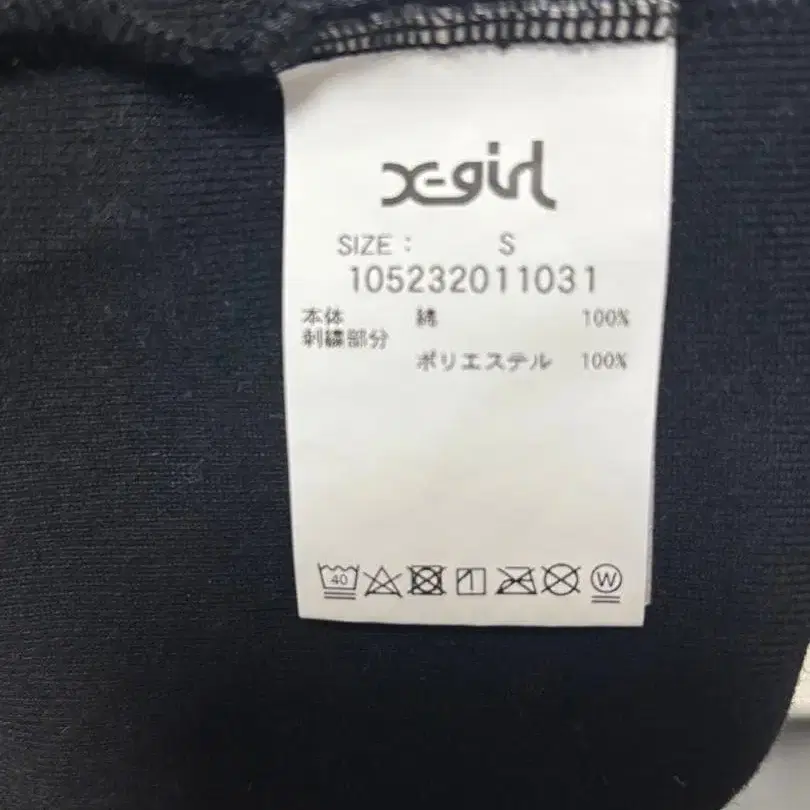 X-girl
SIZE : S
105232011031
本体 綿 100%
刺繍部分
ポリエステル 100%
40 W